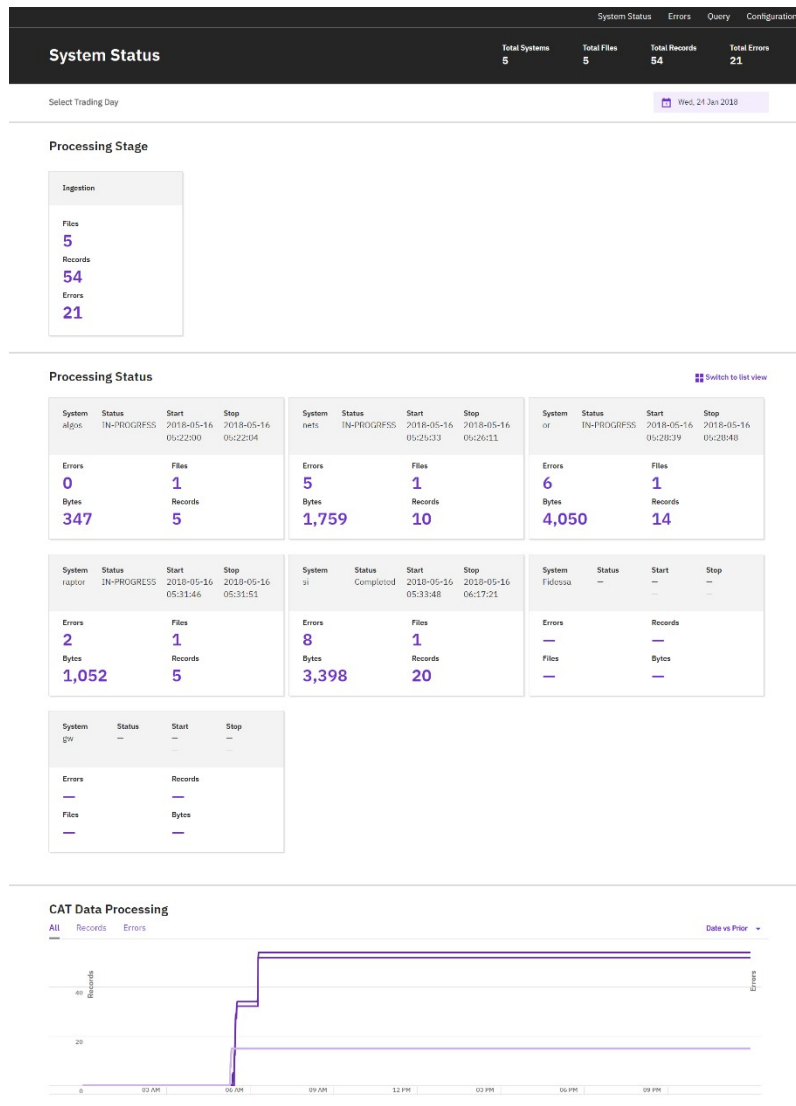 System Status Errors Query Configuration
System Status
Total Systems Total Files Total Records Total Errors
5 5 54 21
Select Trading Day
Wed, 24 Jan 2018
Processing Stage
Ingestion
Files
5
Records
54
Errors
21
Processing Status
Switch to list view
System Status Start Stop
algos IN-PROGRESS 2018-05-16 2018-05-16
05:22:00 05:22:04
Errors Files
0 1
Bytes Records
347 5
System Status Start Stop
nets IN-PROGRESS 2018-05-16 2018-05-16
05:25:33 05:26:11
Errors Files
5 1
Bytes Records
1,759 10
System Status Start Stop
or IN-PROGRESS 2018-05-16 2018-05-16
05:28:39 05:28:48
Errors Files
6 1
Bytes Records
4,050 14
System Status Start Stop
raptor IN-PROGRESS 2018-05-16 2018-05-16
05:31:46 05:31:51
Errors Files
2 1
Bytes Records
1,052 5
System Status Start Stop
si Completed 2018-05-16 2018-05-16
05:33:48 06:17:21
Errors Files
8 1
Bytes Records
3,398 20
System Status Start Stop
Fidessa — — —
— —
Errors Records
— —
Files Bytes
— —
System Status Start Stop
gw — — —
— —
Errors Records
— —
Files Bytes
— —
CAT Data Processing
All Records Errors
Date vs Prior
Records
Errors
40
20
0 03 AM 06 AM 09 AM 12 PM 03 PM 06 PM 09 PM